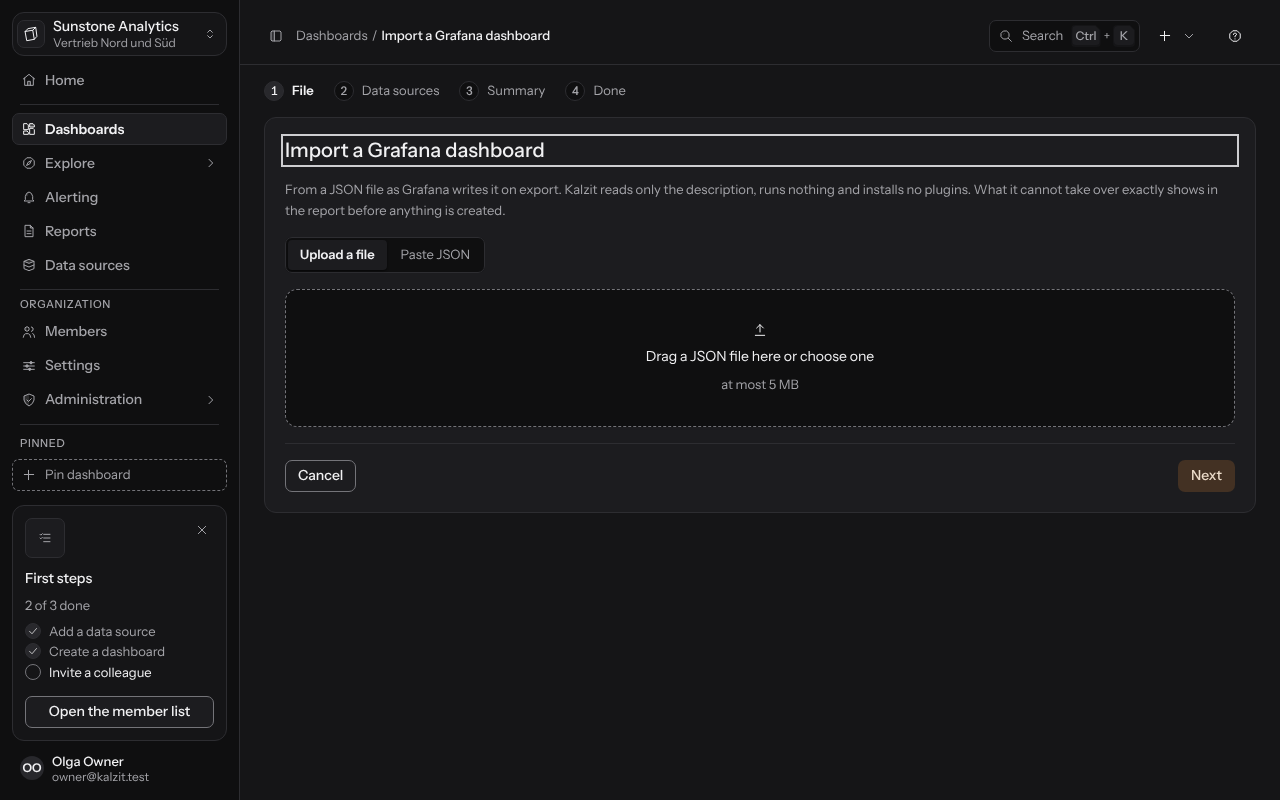 Sunstone Analytics
Vertrieb Nord und Süd
Home
Dashboards
Explore
Alerting
Reports
Data sources
ORGANIZATION
Members
Settings
Administration
PINNED
Pin dashboard
First steps
2 of 3 done
Add a data source
Create a dashboard
Invite a colleague
Open the member list
OO
Olga Owner
owner@kalzit.test
Dashboards / Import a Grafana dashboard
Search Ctrl + K
1 File 2 Data sources 3 Summary 4 Done
Import a Grafana dashboard
From a JSON file as Grafana writes it on export. Kalzit reads only the description, runs nothing and installs no plugins. What it cannot take over exactly shows in
the report before anything is created.
Upload a file Paste JSON
Drag a JSON file here or choose one
at most 5 MB
Cancel Next